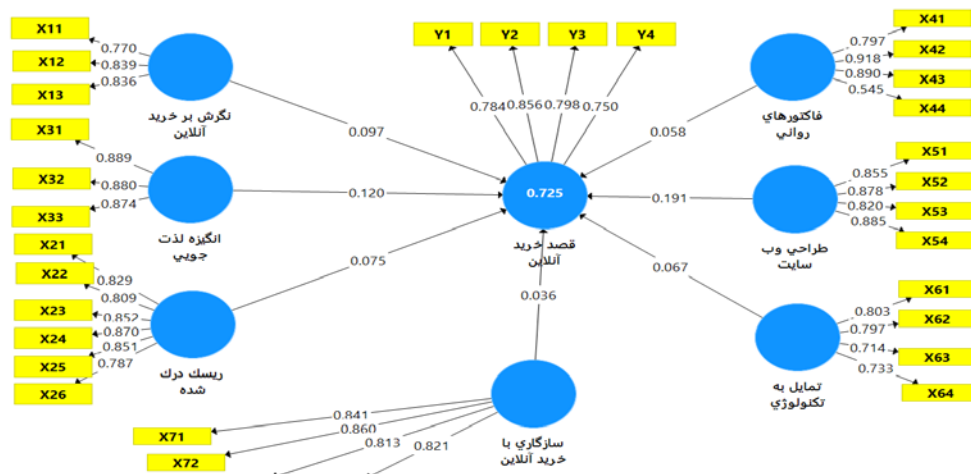 X11
X12
X13
0.770
0.839
0.836
نگرش بر خريد
آنلاين
0.097
Y1
Y2
Y3
Y4
0.784
0.856
0.798
0.750
X41
X42
X43
X44
0.797
0.918
0.890
0.545
فاكتورهاي
رواني
0.058
X31
X32
X33
0.889
0.880
0.874
انگيزه لذت
جويي
0.120
0.725
قصد خريد
آنلاين
0.191
X51
X52
X53
X54
0.855
0.878
0.820
0.885
طراحي وب
سايت
X21
X22
X23
X24
X25
X26
0.829
0.809
0.852
0.870
0.851
0.787
ريسك درك
شده
0.075
0.036
0.067
X61
X62
X63
X64
0.803
0.797
0.714
0.733
تمايل به
تكنولوژي
X71
X72
0.841
0.860
0.813
0.821
سازگاري با
خريد آنلاين